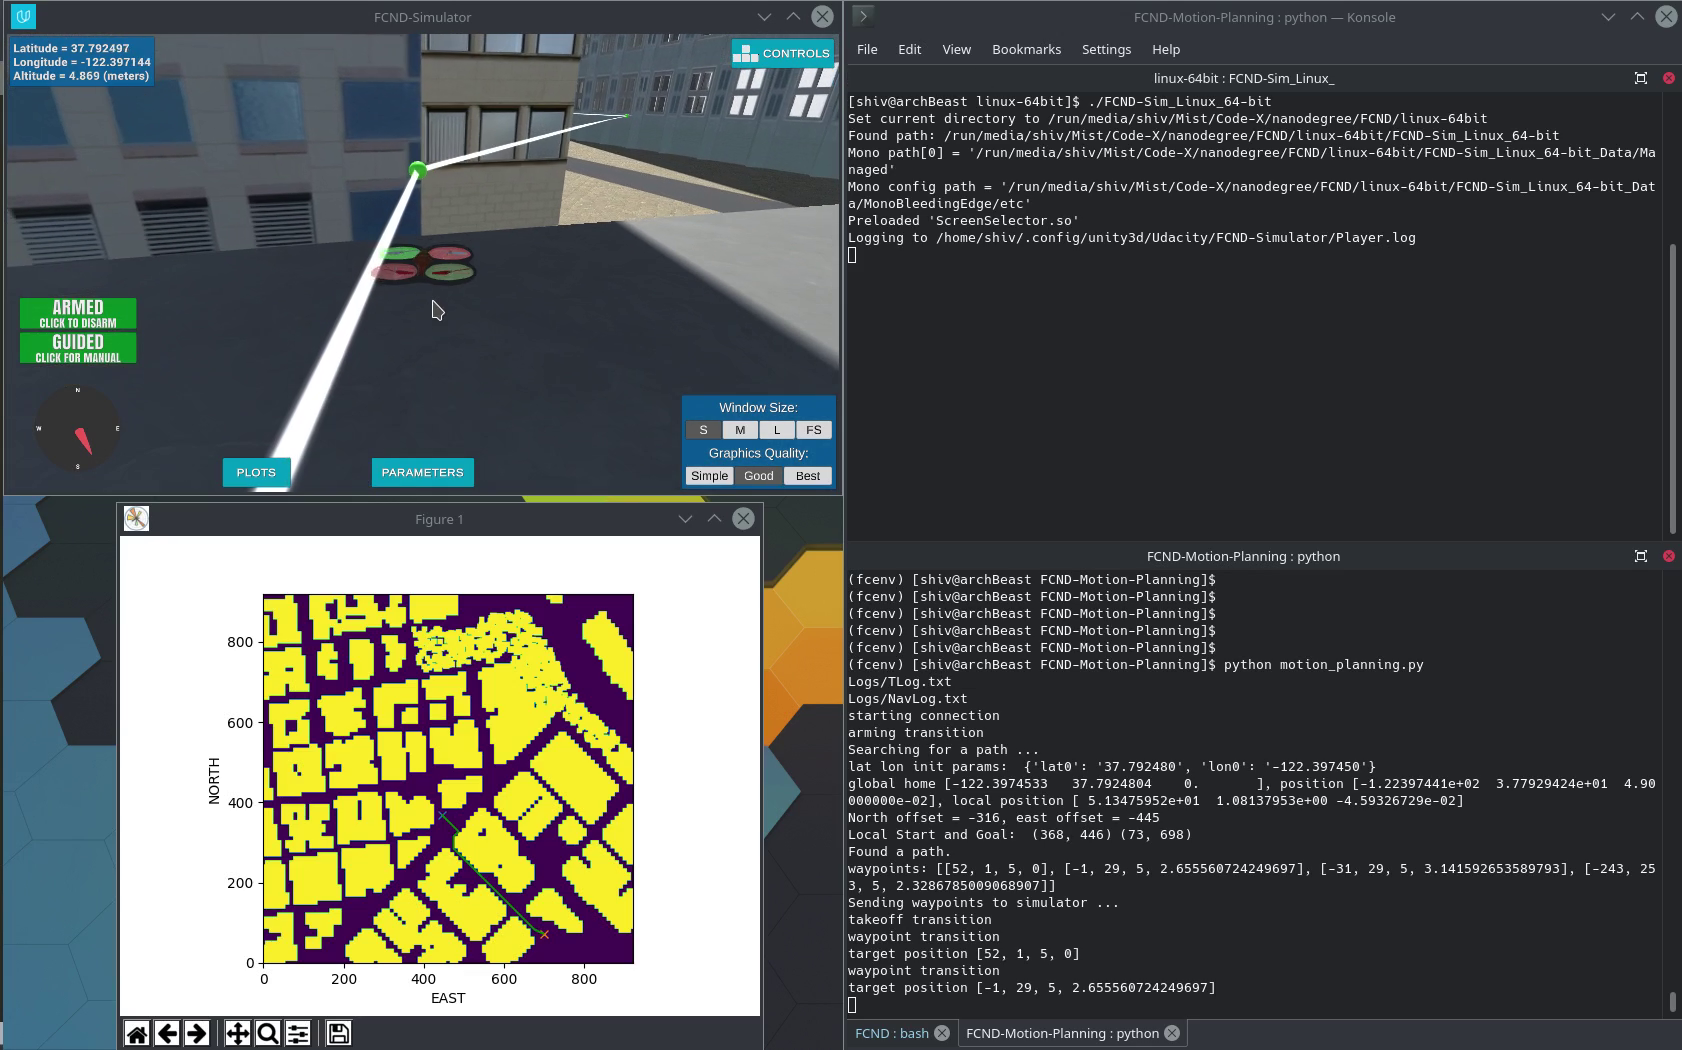 FCND-Simulator
Latitude = 37.792497
Longitude = -122.397144
Altitude = 4.869 (meters)
CONTROLS
ARMED
CLICK TO DISARM
GUIDED
CLICK FOR MANUAL
N
W
E
S
PLOTS
PARAMETERS
Window Size:
S M L FS
Graphics Quality:
Simple Good Best
Figure 1
800
600
400
200
0
NORTH
0 200 400 600 800
EAST
FCND-Motion-Planning : python — Konsole
File Edit View Bookmarks Settings Help
linux-64bit : FCND-Sim_Linux_
[shiv@archBeast linux-64bit]$ ./FCND-Sim_Linux_64-bit
Set current directory to /run/media/shiv/Mist/Code-X/nanodegree/FCND/linux-64bit
Found path: /run/media/shiv/Mist/Code-X/nanodegree/FCND/linux-64bit/FCND-Sim_Linux_64-bit
Mono path[0] = '/run/media/shiv/Mist/Code-X/nanodegree/FCND/linux-64bit/FCND-Sim_Linux_64-bit_Data/Ma
naged'
Mono config path = '/run/media/shiv/Mist/Code-X/nanodegree/FCND/linux-64bit/FCND-Sim_Linux_64-bit_Dat
a/MonoBleedingEdge/etc'
Preloaded 'ScreenSelector.so'
Logging to /home/shiv/.config/unity3d/Udacity/FCND-Simulator/Player.log
FCND-Motion-Planning : python
(fcenv) [shiv@archBeast FCND-Motion-Planning]$
(fcenv) [shiv@archBeast FCND-Motion-Planning]$
(fcenv) [shiv@archBeast FCND-Motion-Planning]$
(fcenv) [shiv@archBeast FCND-Motion-Planning]$
(fcenv) [shiv@archBeast FCND-Motion-Planning]$
(fcenv) [shiv@archBeast FCND-Motion-Planning]$ python motion_planning.py
Logs/TLog.txt
Logs/NavLog.txt
starting connection
arming transition
Searching for a path ...
lat lon init params:  {'lat0': '37.792480', 'lon0': '-122.397450'}
global home [-122.3974533   37.7924804    0.       ], position [-1.22397441e+02  3.77929424e+01  4.90
000000e-02], local position [ 5.13475952e+01  1.08137953e+00 -4.59326729e-02]
North offset = -316, east offset = -445
Local Start and Goal:  (368, 446) (73, 698)
Found a path.
waypoints: [[52, 1, 5, 0], [-1, 29, 5, 2.655560724249697], [-31, 29, 5, 3.141592653589793], [-243, 25
3, 5, 2.3286785009068907]]
Sending waypoints to simulator ...
takeoff transition
waypoint transition
target position [52, 1, 5, 0]
waypoint transition
target position [-1, 29, 5, 2.655560724249697]
FCND : bash
FCND-Motion-Planning : python